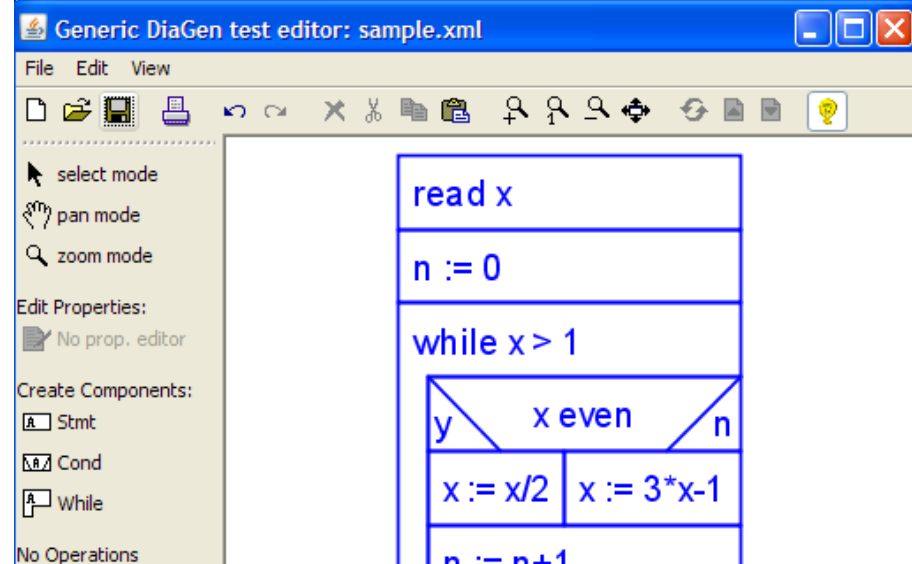 Generic DiaGen test editor: sample.xml
File Edit View
select mode
pan mode
zoom mode
Edit Properties:
No prop. editor
Create Components:
A Stmt
A Cond
A While
No Operations
read x
n := 0
while x > 1
x even
y n
x := x/2 x := 3*x-1
n := n+1